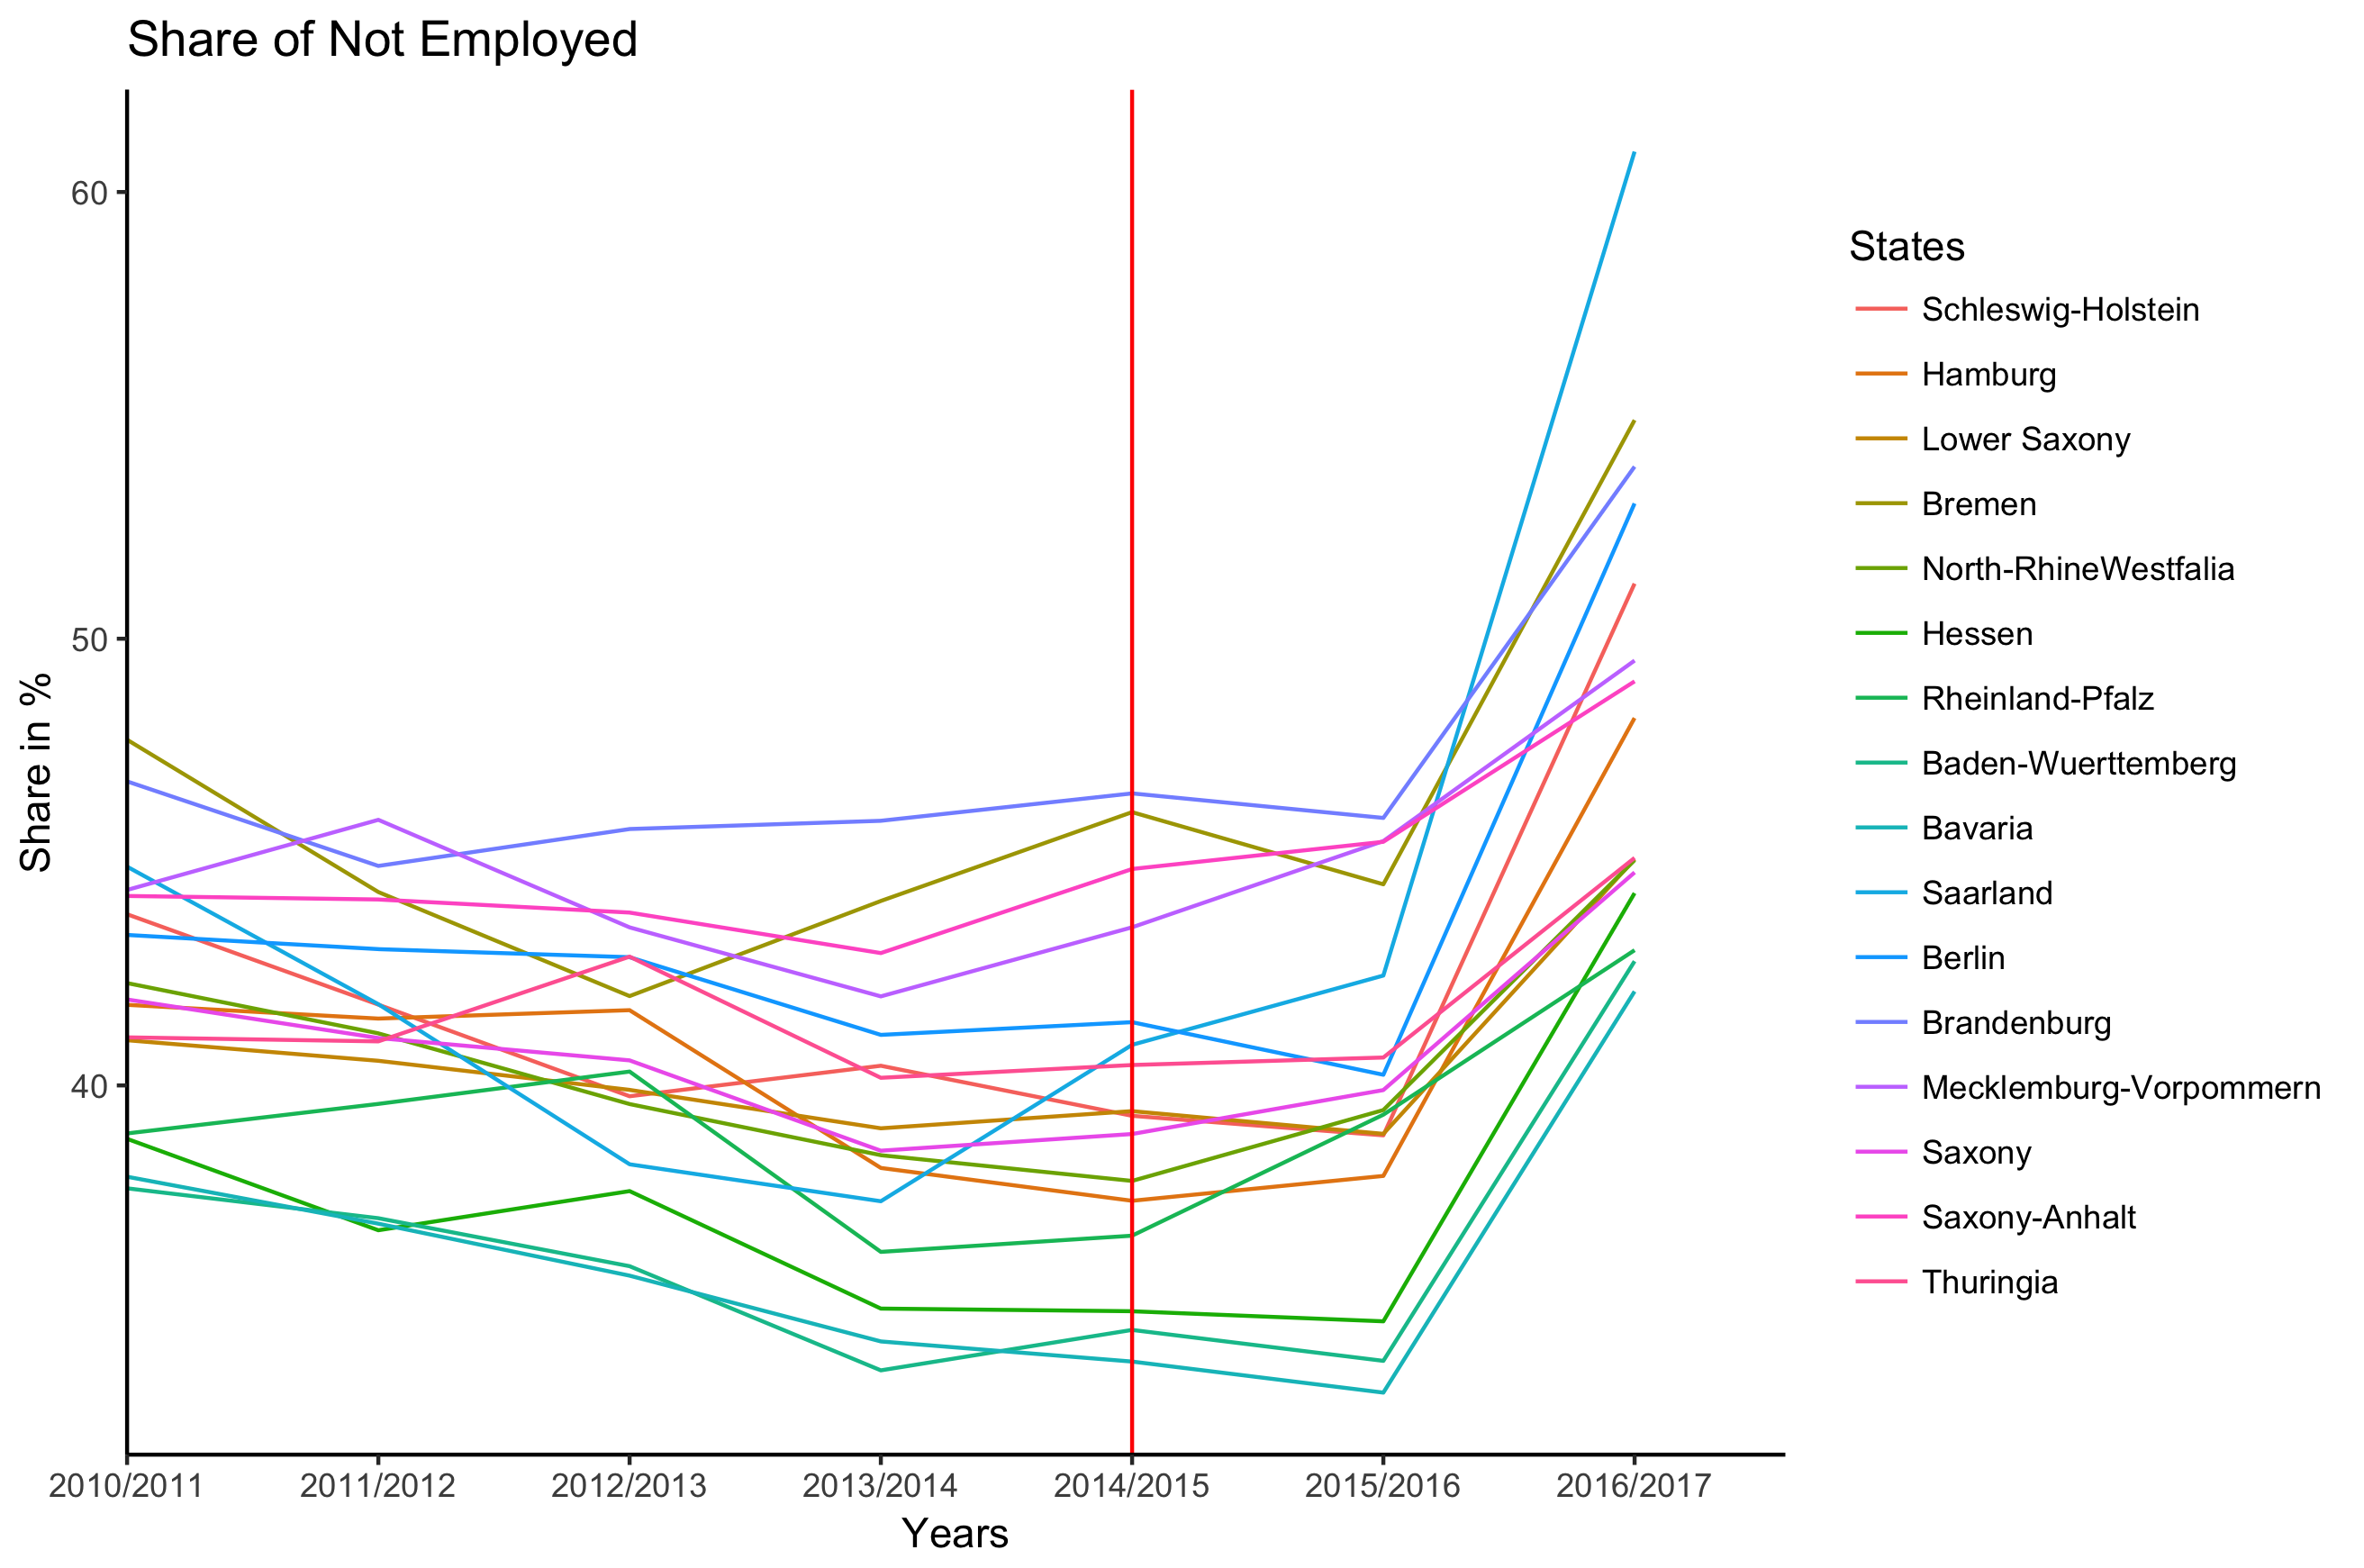 Share of Not Employed
60
50
40
Share in %
2010/2011 2011/2012 2012/2013 2013/2014 2014/2015 2015/2016 2016/2017
Years
States
Schleswig-Holstein
Hamburg
Lower Saxony
Bremen
North-RhineWestfalia
Hessen
Rheinland-Pfalz
Baden-Wuerttemberg
Bavaria
Saarland
Berlin
Brandenburg
Mecklemburg-Vorpommern
Saxony
Saxony-Anhalt
Thuringia